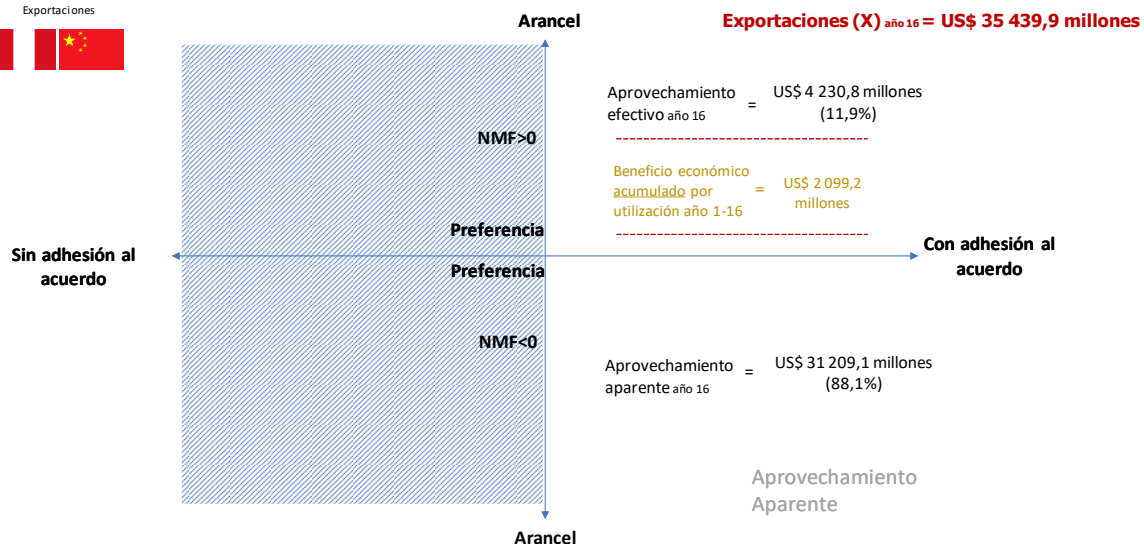 Exportaciones
Arancel
Exportaciones (X) año 16 = US$ 35 439,9 millones
Aprovechamiento
efectivo año 16
=
US$ 4 230,8 millones
(11,9%)
NMF>0
Beneficio económico
acumulado por
utilización año 1-16
=
US$ 2 099,2
millones
Preferencia
Sin adhesión al
acuerdo
Con adhesión al
acuerdo
Preferencia
NMF<0
Aprovechamiento
aparente año 16
=
US$ 31 209,1 millones
(88,1%)
Aprovechamiento
Aparente
Arancel